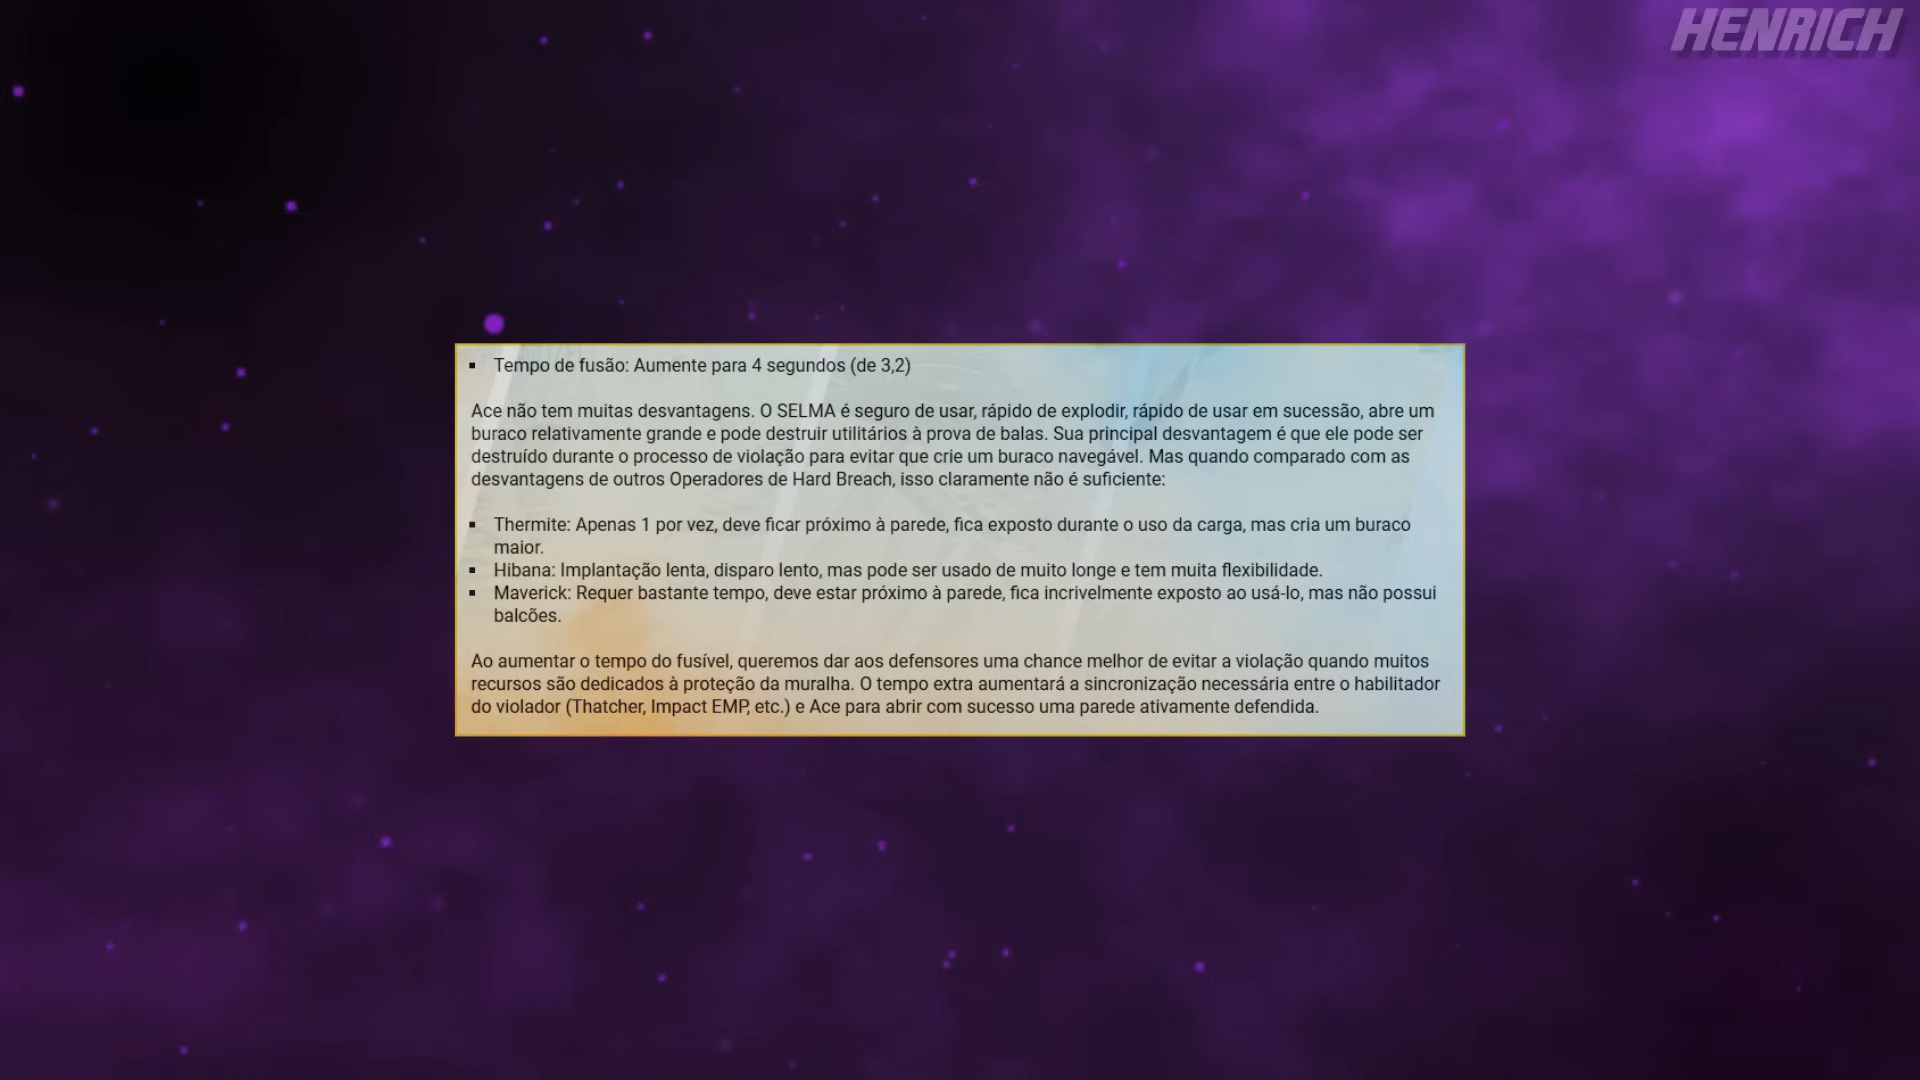 HENRICH
▪ Tempo de fusão: Aumente para 4 segundos (de 3,2)
Ace não tem muitas desvantagens. O SELMA é seguro de usar, rápido de explodir, rápido de usar em sucessão, abre um
buraco relativamente grande e pode destruir utilitários à prova de balas. Sua principal desvantagem é que ele pode ser
destruído durante o processo de violação para evitar que crie um buraco navegável. Mas quando comparado com as
desvantagens de outros Operadores de Hard Breach, isso claramente não é suficiente:
▪ Thermite: Apenas 1 por vez, deve ficar próximo à parede, fica exposto durante o uso da carga, mas cria um buraco
maior.
▪ Hibana: Implantação lenta, disparo lento, mas pode ser usado de muito longe e tem muita flexibilidade.
▪ Maverick: Requer bastante tempo, deve estar próximo à parede, fica incrivelmente exposto ao usá-lo, mas não possui
balcões.
Ao aumentar o tempo do fusível, queremos dar aos defensores uma chance melhor de evitar a violação quando muitos
recursos são dedicados à proteção da muralha. O tempo extra aumentará a sincronização necessária entre o habilitador
do violador (Thatcher, Impact EMP, etc.) e Ace para abrir com sucesso uma parede ativamente defendida.